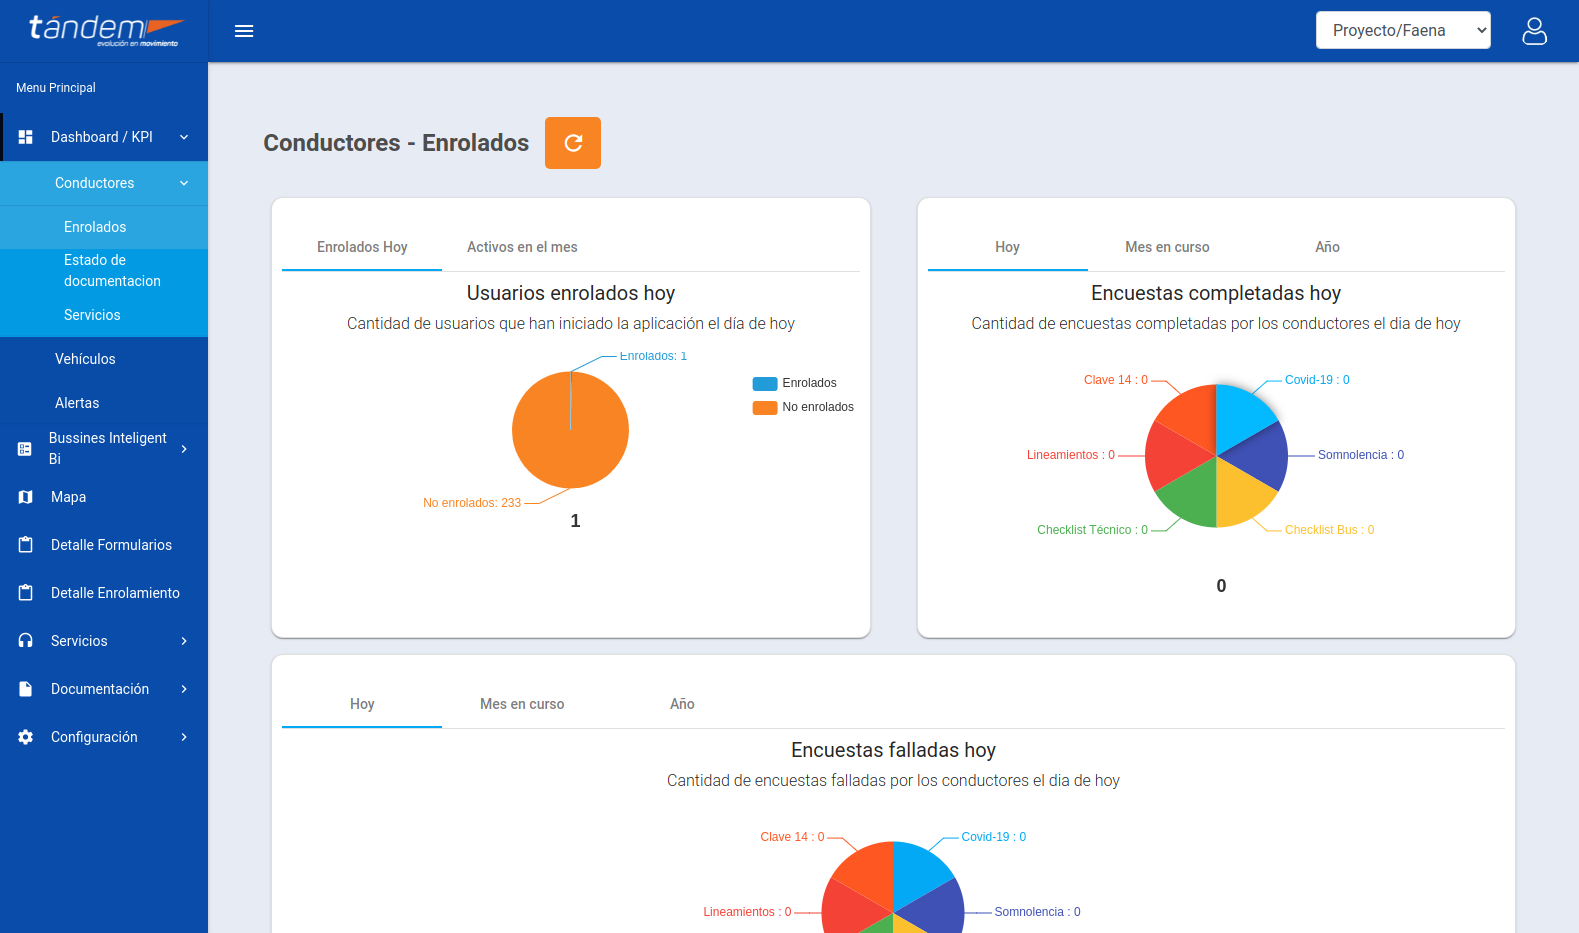 tándem
evolución en movimiento
Proyecto/Faena
Menu Principal
Dashboard / KPI
Conductores
Enrolados
Estado de
documentacion
Servicios
Vehículos
Alertas
Bussines Inteligent
Bi
Mapa
Detalle Formularios
Detalle Enrolamiento
Servicios
Documentación
Configuración
Conductores - Enrolados
Enrolados Hoy
Activos en el mes
Usuarios enrolados hoy
Cantidad de usuarios que han iniciado la aplicación el día de hoy
Enrolados: 1
Enrolados
No enrolados
No enrolados: 233
1
Hoy
Mes en curso
Año
Encuestas completadas hoy
Cantidad de encuestas completadas por los conductores el dia de hoy
Clave 14 : 0
Covid-19 : 0
Lineamientos : 0
Somnolencia : 0
Checklist Técnico : 0
Checklist Bus : 0
0
Hoy
Mes en curso
Año
Encuestas falladas hoy
Cantidad de encuestas falladas por los conductores el dia de hoy
Clave 14 : 0
Covid-19 : 0
Lineamientos : 0
Somnolencia : 0